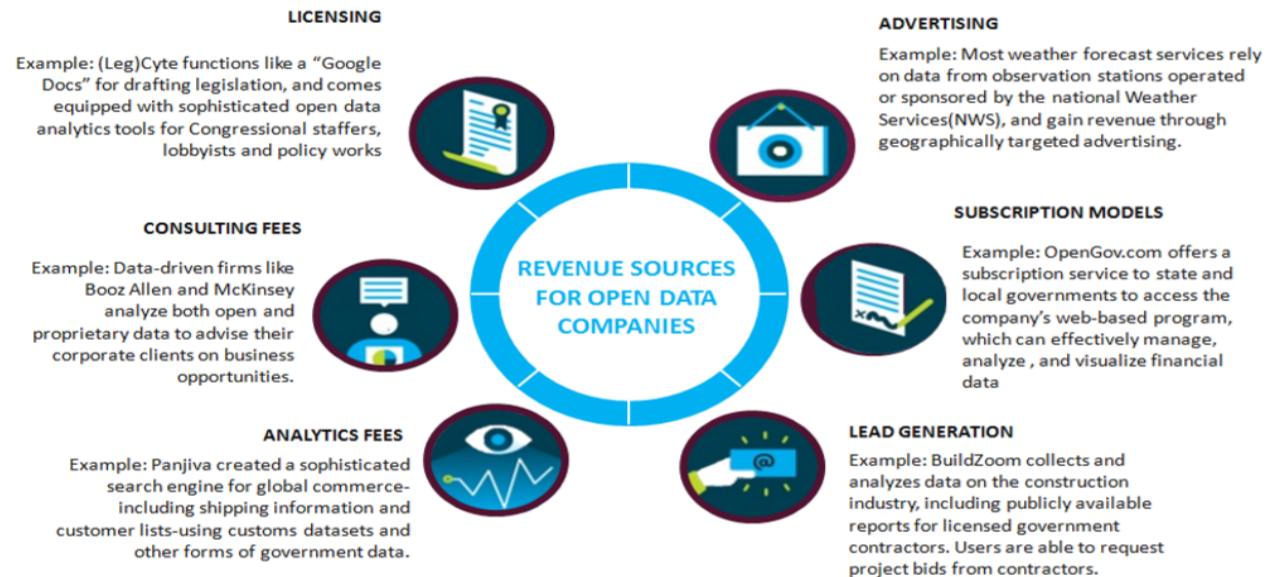 LICENSING
Example: (Leg)Cyte functions like a “Google
Docs” for drafting legislation, and comes
equipped with sophisticated open data
analytics tools for Congressional staffers,
lobbyists and policy works
ADVERTISING
Example: Most weather forecast services rely
on data from observation stations operated
or sponsored by the national Weather
Services(NWS), and gain revenue through
geographically targeted advertising.
CONSULTING FEES
Example: Data-driven firms like
Booz Allen and McKinsey
analyze both open and
proprietary data to advise their
corporate clients on business
opportunities.
REVENUE SOURCES
FOR OPEN DATA
COMPANIES
SUBSCRIPTION MODELS
Example: OpenGov.com offers a
subscription service to state and
local governments to access the
company’s web-based program,
which can effectively manage,
analyze , and visualize financial
data
ANALYTICS FEES
Example: Panjiva created a sophisticated
search engine for global commerce-
including shipping information and
customer lists-using customs datasets and
other forms of government data.
@
LEAD GENERATION
Example: BuildZoom collects and
analyzes data on the construction
industry, including publicly available
reports for licensed government
contractors. Users are able to request
project bids from contractors.